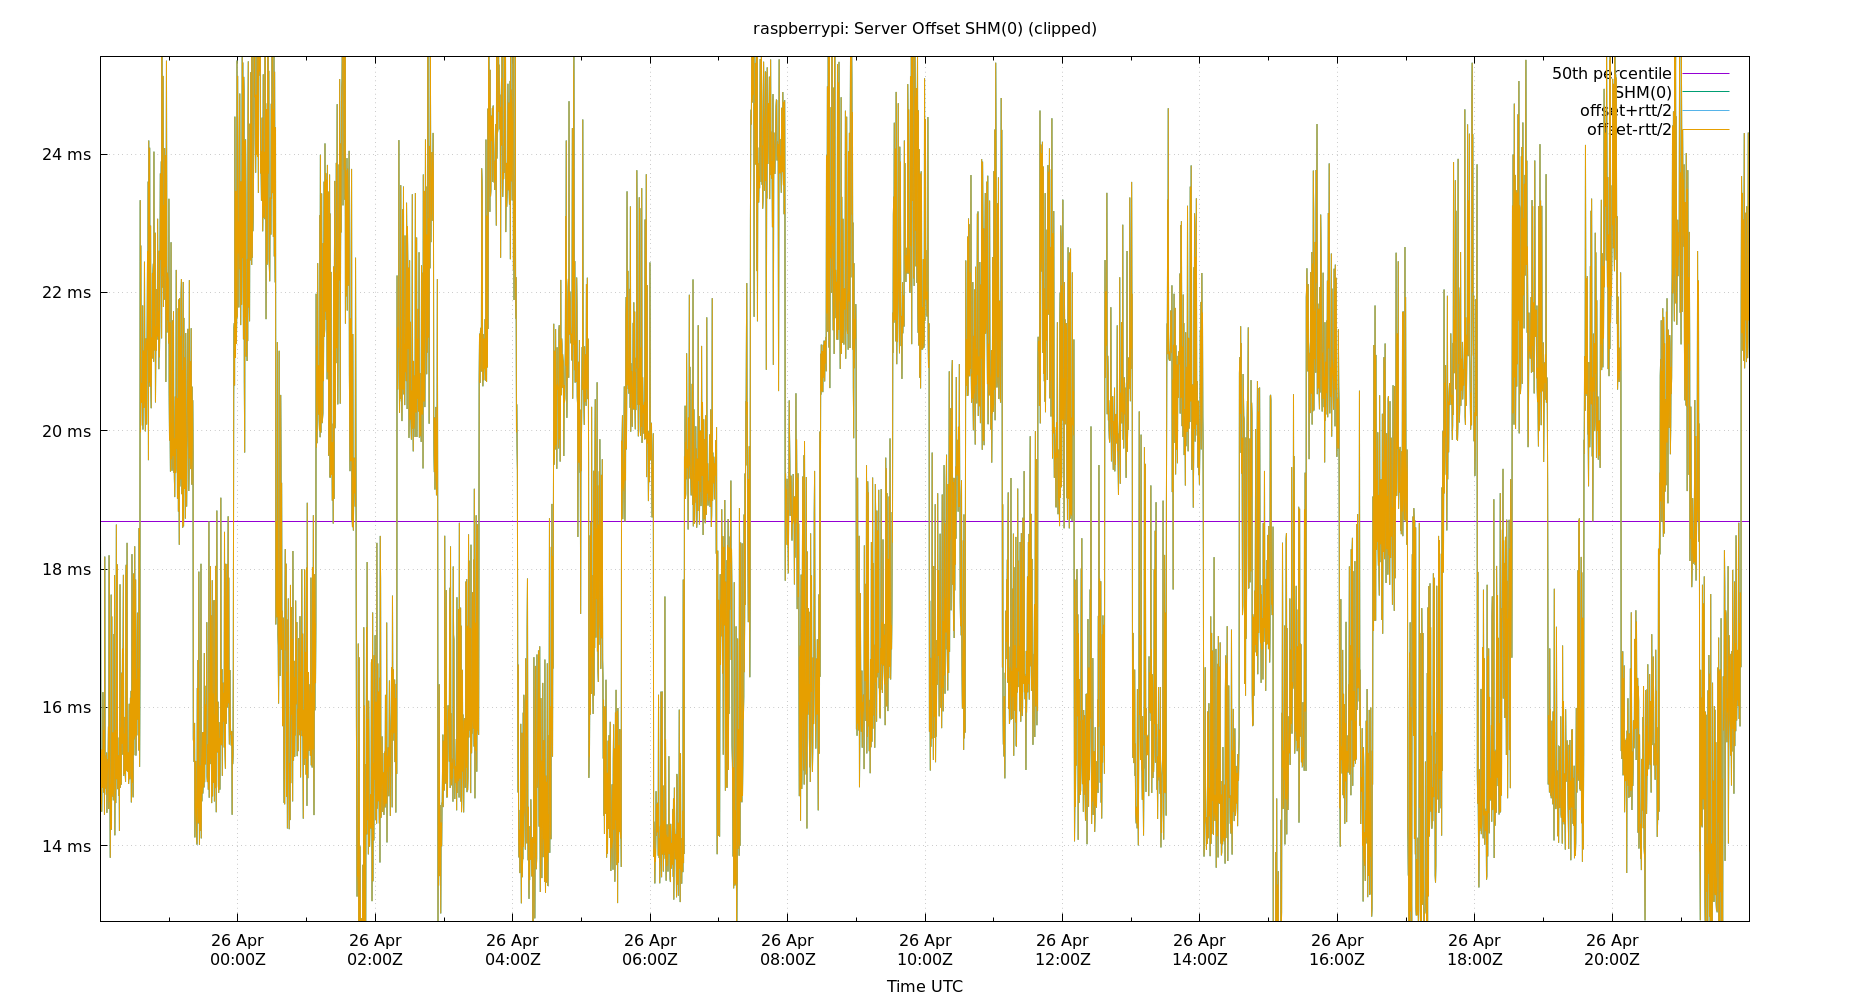 raspberrypi: Server Offset SHM(0) (clipped)
50th percentile
SHM(0)
offset+rtt/2
offset-rtt/2
24 ms
22 ms
20 ms
18 ms
16 ms
14 ms
26 Apr 26 Apr 26 Apr 26 Apr 26 Apr 26 Apr 26 Apr 26 Apr 26 Apr 26 Apr 26 Apr
00:00Z 02:00Z 04:00Z 06:00Z 08:00Z 10:00Z 12:00Z 14:00Z 16:00Z 18:00Z 20:00Z
Time UTC